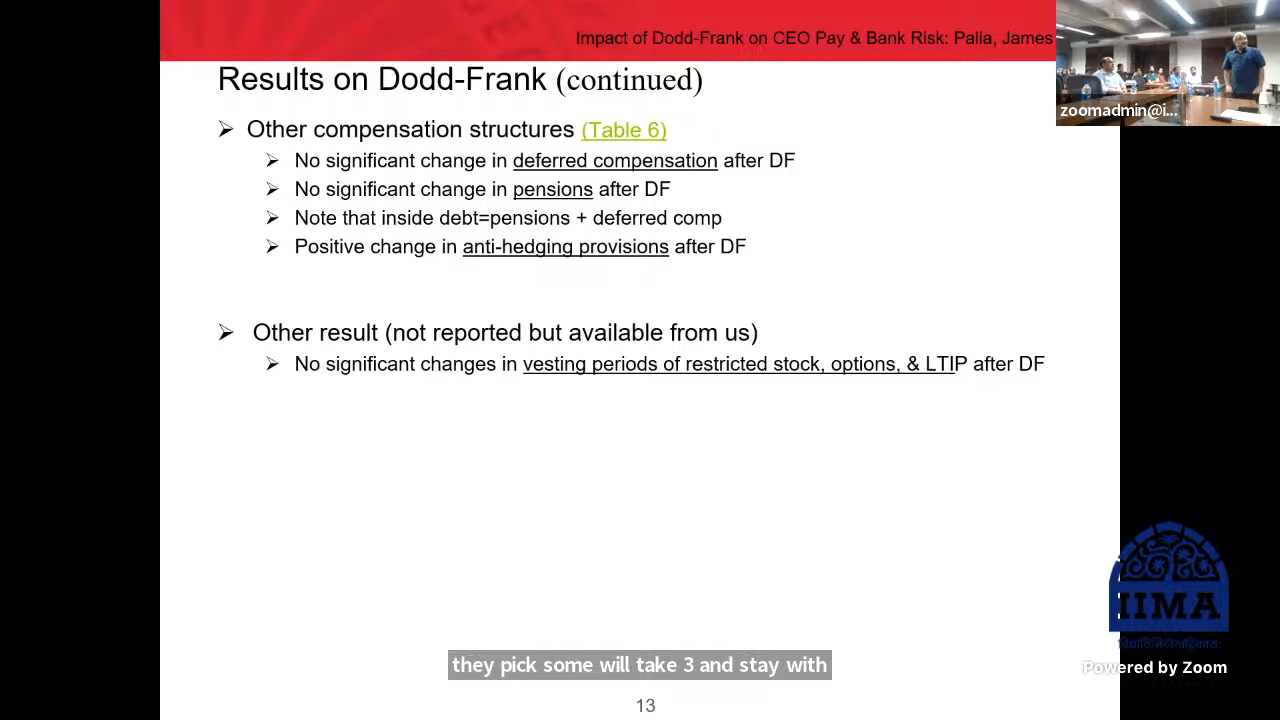 Impact of Dodd-Frank on CEO Pay & Bank Risk: Palia, James
zoomadmin@i...
Results on Dodd-Frank (continued)
Other compensation structures (Table 6)
No significant change in deferred compensation after DF
No significant change in pensions after DF
Note that inside debt=pensions + deferred comp
Positive change in anti-hedging provisions after DF
Other result (not reported but available from us)
No significant changes in vesting periods of restricted stock, options, & LTIP after DF
IIMA
they pick some will take 3 and stay with
Powered by Zoom
13